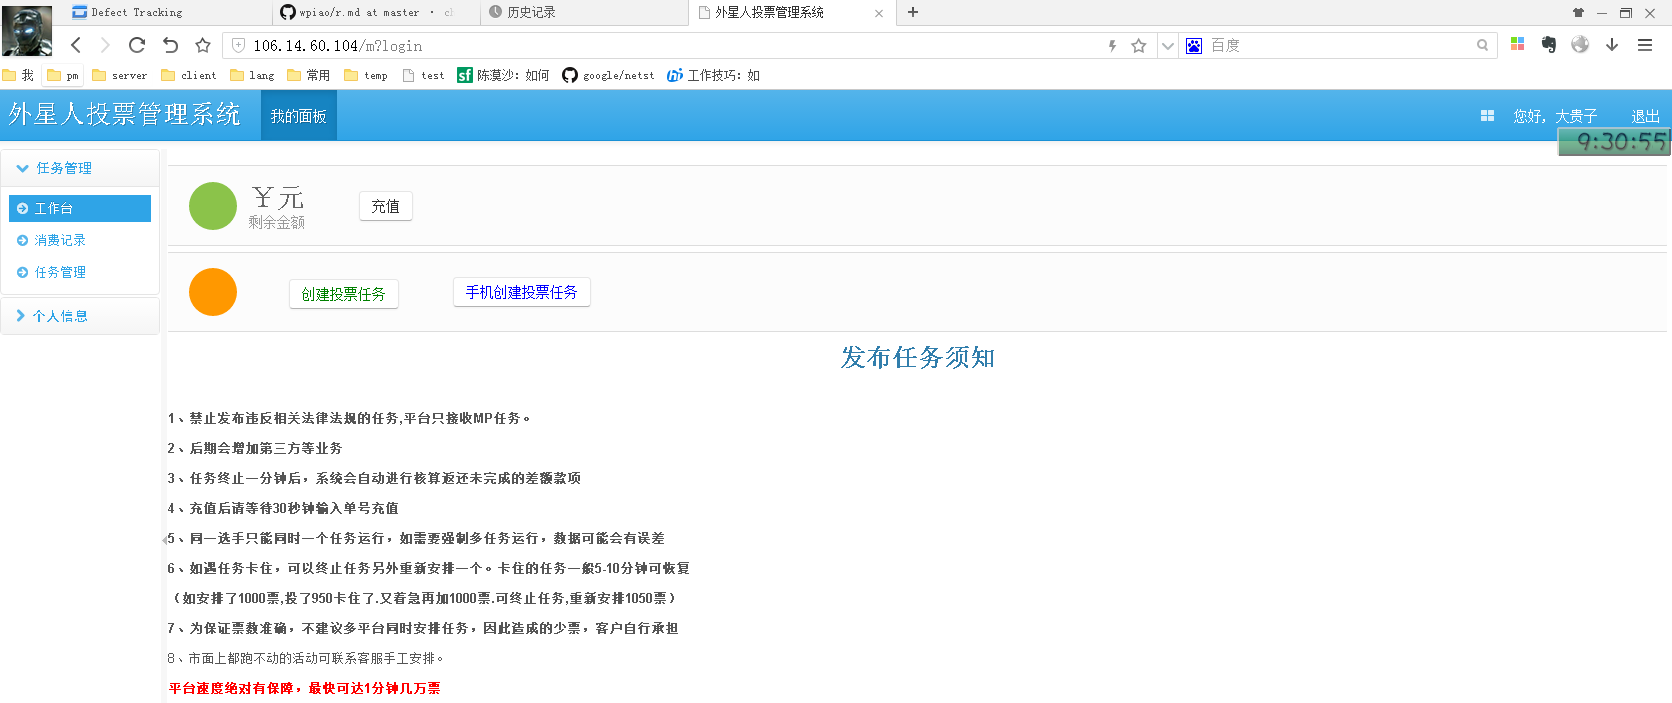 Defect Tracking
wpiao/r.md at master · ch
历史记录
外星人投票管理系统
106.14.60.104/m?login
百度
我
pm
server
client
lang
常用
temp
test
陈漠沙：如何
google/netst
工作技巧：如
外星人投票管理系统
我的面板
您好，大贵子
退出
9:30:55
任务管理
工作台
消费记录
任务管理
个人信息
￥元
剩余金额
充值
创建投票任务
手机创建投票任务
发布任务须知
1、禁止发布违反相关法律法规的任务,平台只接收MP任务。
2、后期会增加第三方等业务
3、任务终止一分钟后，系统会自动进行核算返还未完成的差额款项
4、充值后请等待30秒钟输入单号充值
5、同一选手只能同时一个任务运行，如需要强制多任务运行，数据可能会有误差
6、如遇任务卡住，可以终止任务另外重新安排一个。卡住的任务一般5-10分钟可恢复
（如安排了1000票,投了950卡住了.又着急再加1000票.可终止任务,重新安排1050票）
7、为保证票数准确，不建议多平台同时安排任务，因此造成的少票，客户自行承担
8、市面上都跑不动的活动可联系客服手工安排。
平台速度绝对有保障，最快可达1分钟几万票